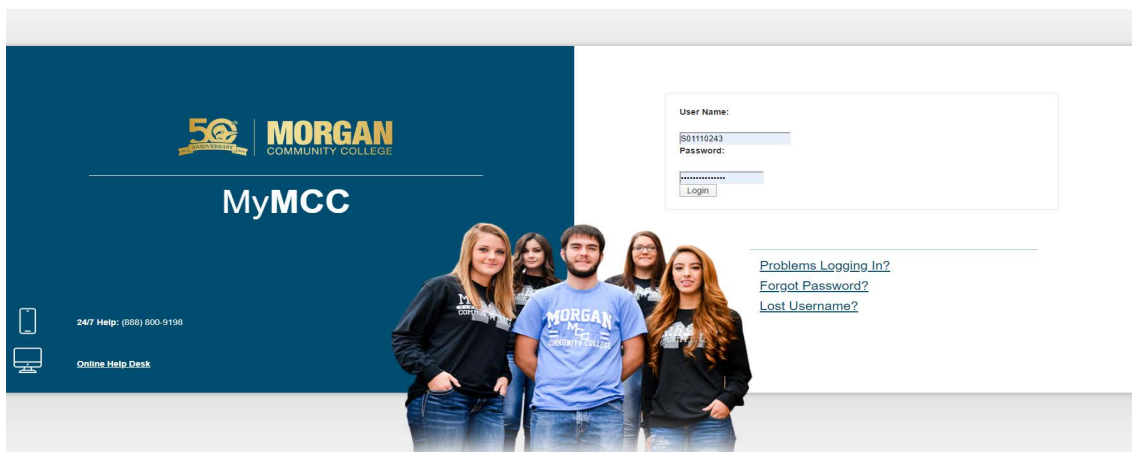 50th
ANNIVERSARY
MORGAN
COMMUNITY COLLEGE
MyMCC
24/7 Help: (888) 800-9198
Online Help Desk
User Name:
S01110243
Password:
••••••••••••••
Login
Problems Logging In?
Forgot Password?
Lost Username?
MORGAN
MCC
COMMUNITY COLLEGE